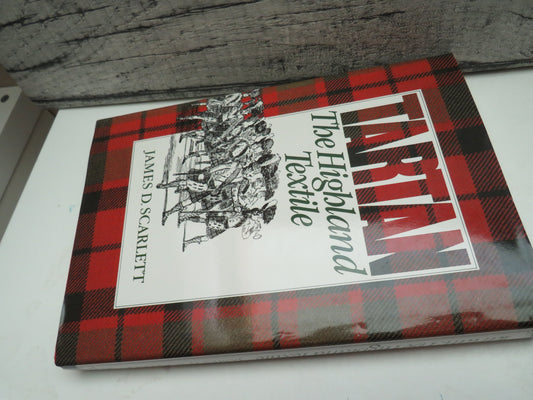 TARTAN
The Highland
Textile
JAMES D. SCARLETT